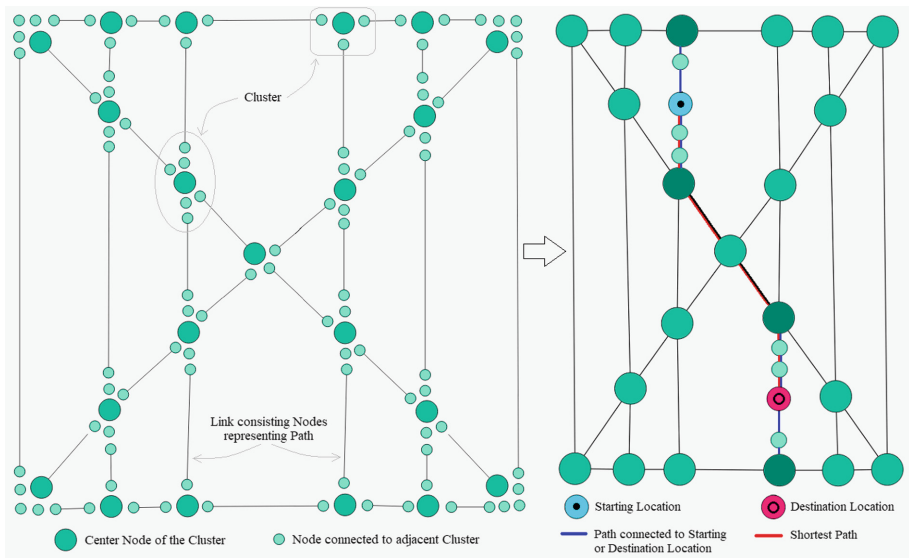 Cluster
Link consisting Nodes
representing Path
Center Node of the Cluster
Node connected to adjacent Cluster
Starting Location
Destination Location
Path connected to Starting
or Destination Location
Shortest Path